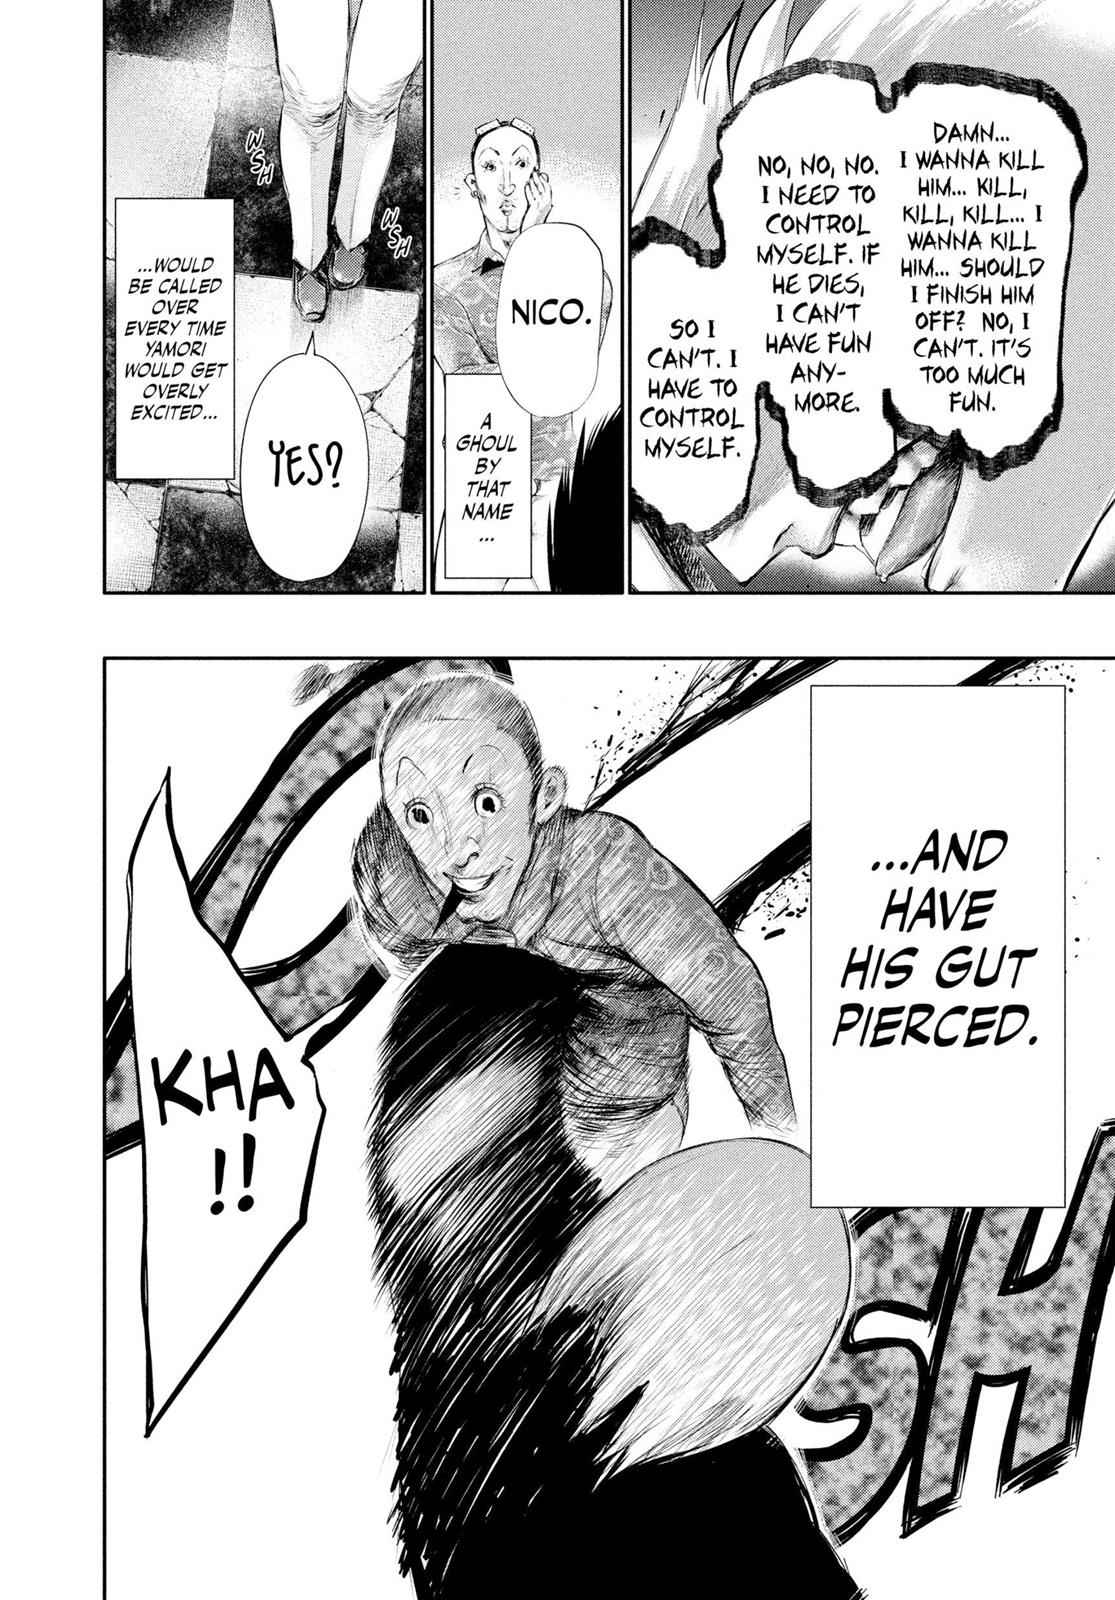 DAMN...
I WANNA KILL
HIM... KILL,
KILL, KILL... I
WANNA KILL
HIM... SHOULD
I FINISH HIM
OFF? NO, I
CAN'T. IT'S
TOO MUCH
FUN.
NO, NO, NO.
I NEED TO
CONTROL
MYSELF. IF
HE DIES,
I CAN'T
HAVE FUN
ANY-
MORE.
SO I
CAN'T. I
HAVE TO
CONTROL
MYSELF.
NICO.
A
GHOUL
BY
THAT
NAME
...
WSH
WSH
...WOULD
BE CALLED
OVER
EVERY TIME
YAMORI
WOULD GET
OVERLY
EXCITED...
YES?
...AND
HAVE
HIS GUT
PIERCED.
KHA
!!
SH